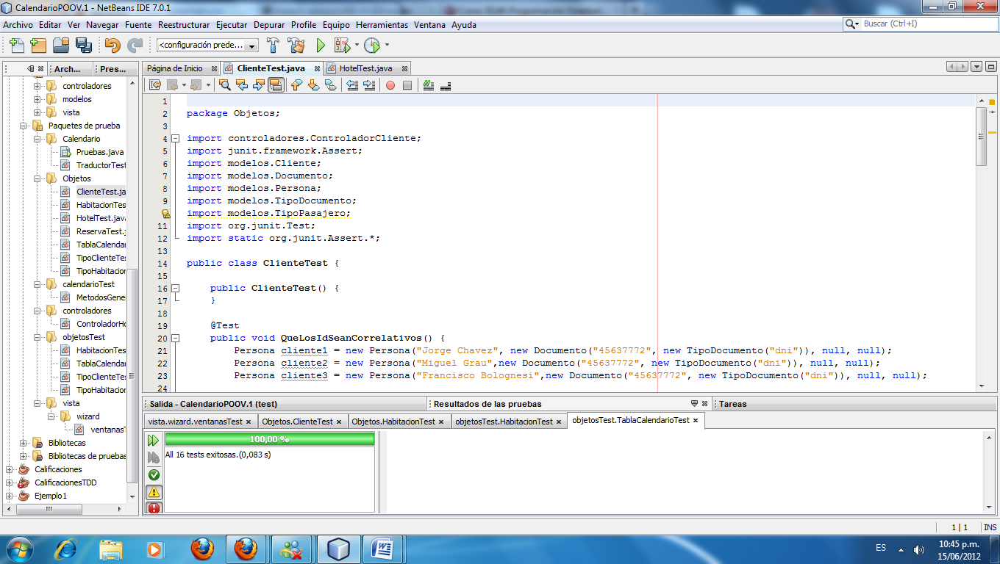 CalendarioPOOV.1 - NetBeans IDE 7.0.1
Archivo Editar Ver Navegar Fuente Reestructurar Ejecutar Depurar Profile Equipo Herramientas Ventana Ayuda
Buscar (Ctrl+I)
<configuración prede...
Arch... Pres...
controladores
modelos
vista
Paquetes de prueba
Calendario
Pruebas.java
TraductorTest
Objetos
ClienteTest.ja
HabitacionTes
HotelTest.java
ReservaTest.j
TablaCalendar
TipoClienteTes
TipoHabitacion
calendarioTest
MetodosGene
controladores
ControladorHo
objetosTest
HabitacionTes
TablaCalendar
TipoClienteTes
TipoHabitacion
vista
wizard
ventanasT
Bibliotecas
Bibliotecas de pruebas
Calificaciones
CalificacionesTDD
Ejemplo1
Página de Inicio ClienteTest.java HotelTest.java
1
2 package Objetos;
3
4 import controladores.ControladorCliente;
5 import junit.framework.Assert;
6 import modelos.Cliente;
7 import modelos.Documento;
8 import modelos.Persona;
9 import modelos.TipoDocumento;
import modelos.TipoPasajero;
11 import org.junit.Test;
12 import static org.junit.Assert.*;
13
14 public class ClienteTest {
15
16 public ClienteTest() {
17 }
18
19 @Test
20 public void QueLosIdSeanCorrelativos() {
21 Persona cliente1 = new Persona("Jorge Chavez", new Documento("45637772", new TipoDocumento("dni")), null, null);
22 Persona cliente2 = new Persona("Miguel Grau",new Documento("45637772", new TipoDocumento("dni")), null, null);
23 Persona cliente3 = new Persona("Francisco Bolognesi",new Documento("45637772", new TipoDocumento("dni")), null, null);
24
Salida - CalendarioPOOV.1 (test) Resultados de las pruebas Tareas
vista.wizard.ventanasTest Objetos.ClienteTest Objetos.HabitacionTest objetosTest.HabitacionTest objetosTest.TablaCalendarioTest
100,00 %
All 16 tests exitosas.(0,083 s)
1 | 1 INS
ES
10:45 p.m.
15/06/2012